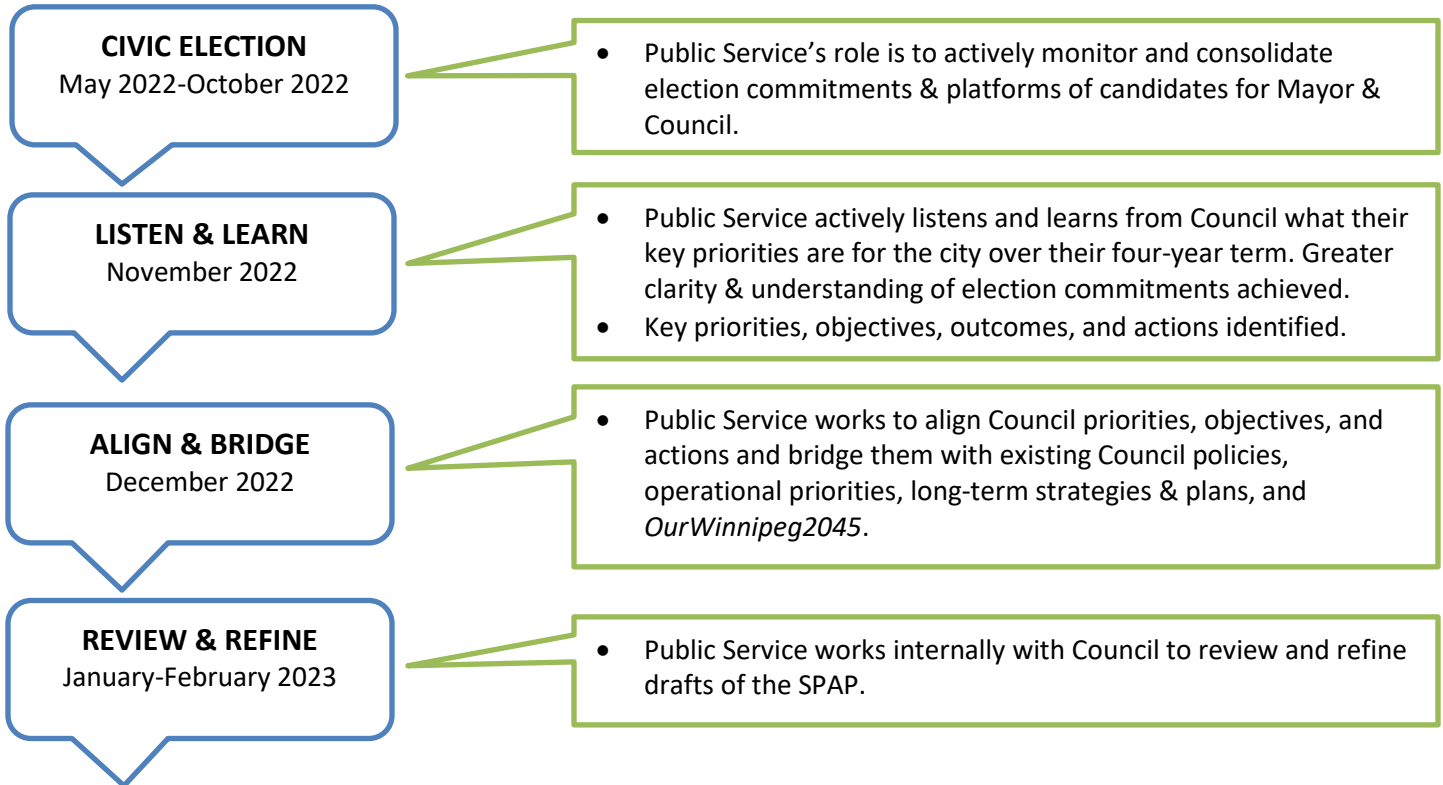 CIVIC ELECTION
May 2022-October 2022
• Public Service’s role is to actively monitor and consolidate
election commitments & platforms of candidates for Mayor &
Council.
LISTEN & LEARN
November 2022
• Public Service actively listens and learns from Council what their
key priorities are for the city over their four-year term. Greater
clarity & understanding of election commitments achieved.
• Key priorities, objectives, outcomes, and actions identified.
ALIGN & BRIDGE
December 2022
• Public Service works to align Council priorities, objectives, and
actions and bridge them with existing Council policies,
operational priorities, long-term strategies & plans, and
OurWinnipeg2045.
REVIEW & REFINE
January-February 2023
• Public Service works internally with Council to review and refine
drafts of the SPAP.